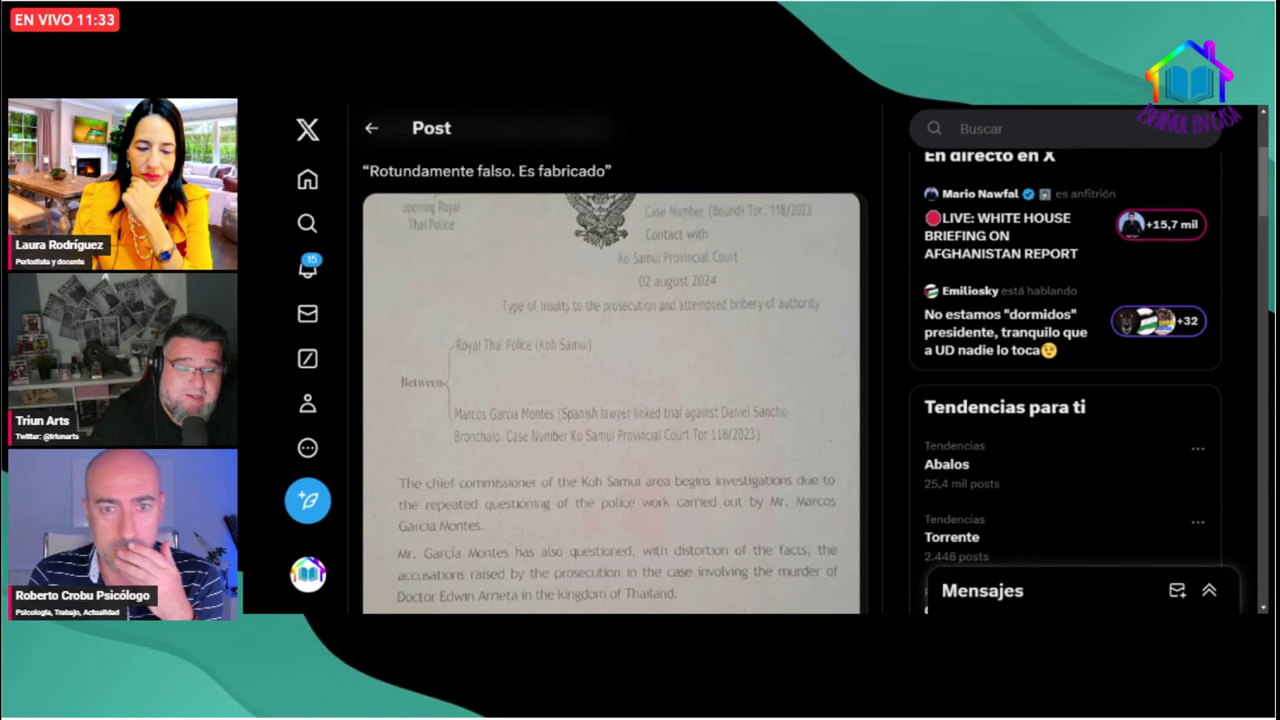 EN VIVO 11:33
Laura Rodríguez
Periodista y docente
Triun Arts
Twitter: @triunarts
Roberto Crobu Psicólogo
Psicología, Trabajo, Actualidad
15
Post
“Rotundamente falso. Es fabricado”
opening Royal
Thai Police
Case Number (Bound) Tor. 118/2023
Contact with
Ko Samui Provincial Court
02 august 2024
Type of insults to the prosecution and attempted bribery of authority
Royal Thai Police (Koh Samui)
Between
Marcos Garcia Montes (Spanish lawyer linked trial against Daniel Sancho
Bronchalo. Case Number Ko Samui Provincial Court Tor 118/2023)
The chief commissioner of the Koh Samui area begins investigations due to
the repeated questioning of the police work carried out by Mr. Marcos
Garcia Montes.
Mr. García Montes has also questioned, with distortion of the facts, the
accusations raised by the prosecution in the case involving the murder of
Doctor Edwin Arrieta in the kingdom of Thailand.
ESPAÑOL EN CASA
Buscar
En directo en X
Mario Nawfal es anfitrión
LIVE: WHITE HOUSE
BRIEFING ON
AFGHANISTAN REPORT
+15,7 mil
Emiliosky está hablando
No estamos "dormidos"
presidente, tranquilo que
a UD nadie lo toca
+32
Tendencias para ti
Tendencias
Abalos
25,4 mil posts
Tendencias
Torrente
2.446 posts
Mensajes